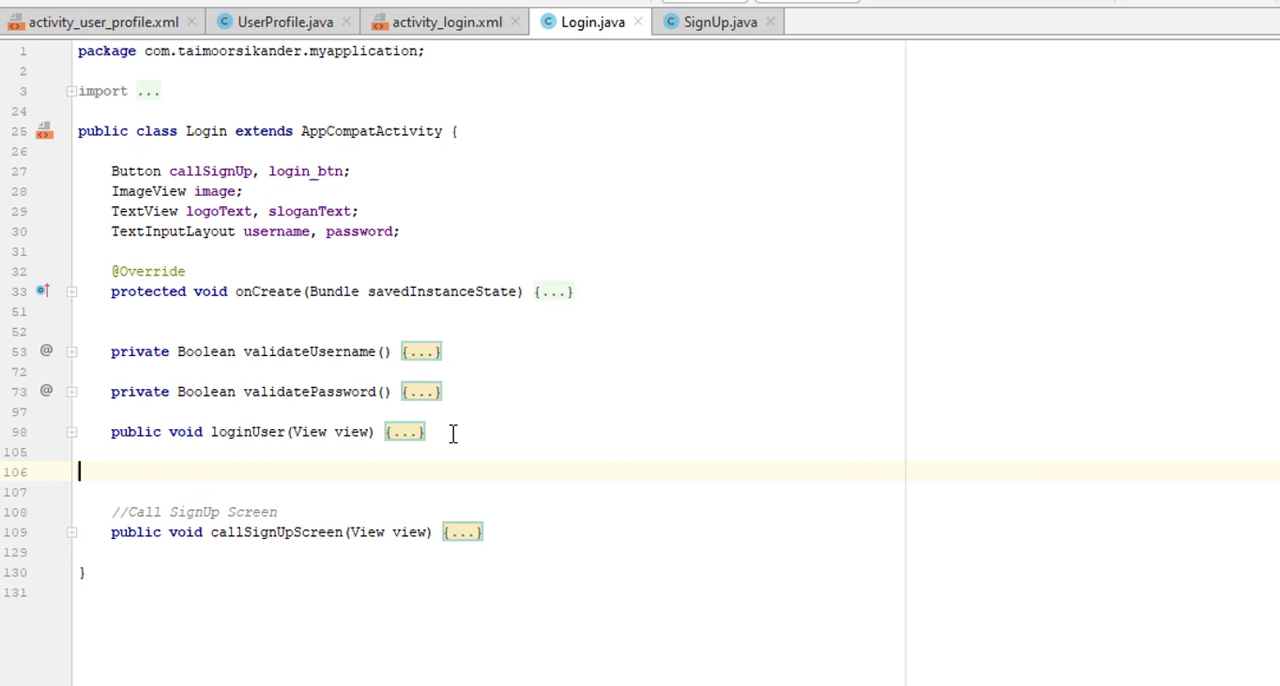 activity_user_profile.xml UserProfile.java activity_login.xml Login.java SignUp.java
1 package com.taimoorsikander.myapplication;
2
3 import ...
24
25 public class Login extends AppCompatActivity {
26
27 Button callSignUp, login_btn;
28 ImageView image;
29 TextView logoText, sloganText;
30 TextInputLayout username, password;
31
32 @Override
33 protected void onCreate(Bundle savedInstanceState) {...}
51
52
53 @ private Boolean validateUsername() {...}
72
73 @ private Boolean validatePassword() {...}
97
98 public void loginUser(View view) {...}
105
106
107
108 //Call SignUp Screen
109 public void callSignUpScreen(View view) {...}
129
130 }
131